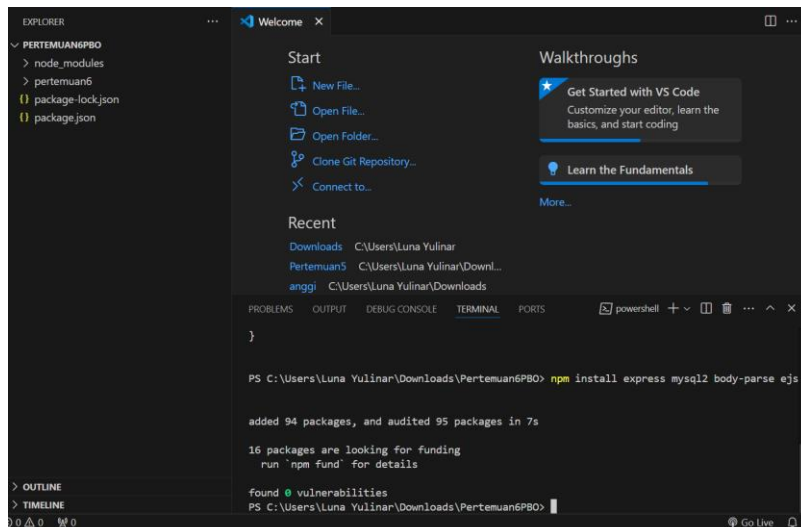 EXPLORER
PERTEMUAN6PBO
node_modules
pertemuan6
{} package-lock.json
{} package.json
OUTLINE
TIMELINE
Welcome
Start
New File...
Open File...
Open Folder...
Clone Git Repository...
Connect to...
Recent
Downloads C:\Users\Luna Yulinar
Pertemuan5 C:\Users\Luna Yulinar\Downl...
anggi C:\Users\Luna Yulinar\Downloads
Walkthroughs
Get Started with VS Code
Customize your editor, learn the
basics, and start coding
Learn the Fundamentals
More...
PROBLEMS OUTPUT DEBUG CONSOLE TERMINAL PORTS powershell
}
PS C:\Users\Luna Yulinar\Downloads\Pertemuan6PBO> npm install express mysql2 body-parse ejs
added 94 packages, and audited 95 packages in 7s
16 packages are looking for funding
run `npm fund` for details
found 0 vulnerabilities
PS C:\Users\Luna Yulinar\Downloads\Pertemuan6PBO>
0 0 0 Go Live